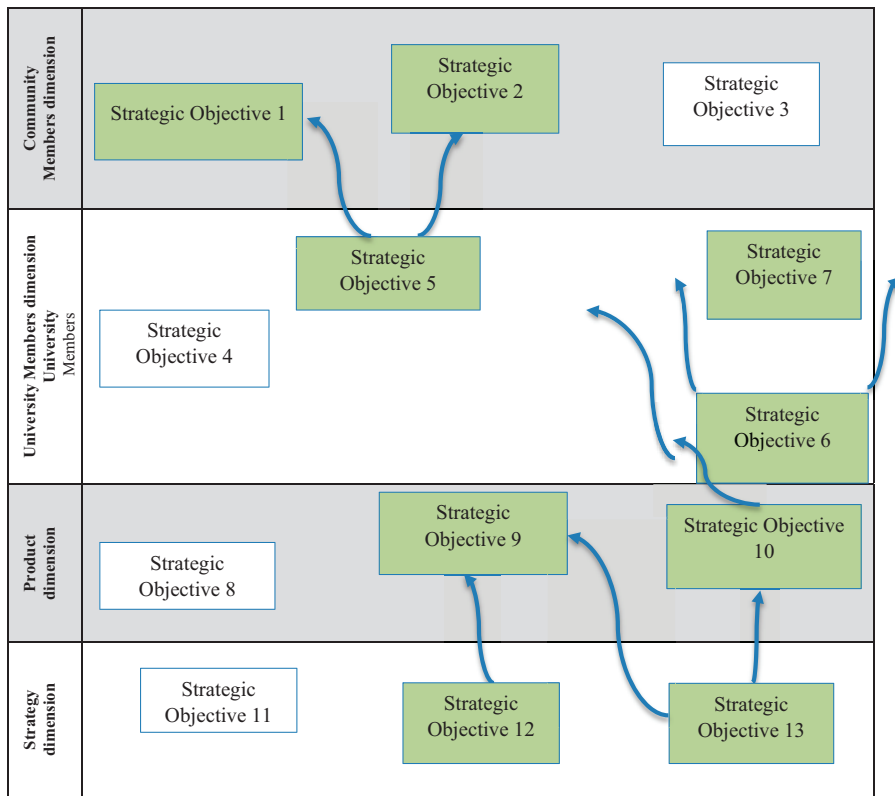 Community
Members dimension
Strategic Objective 1
Strategic
Objective 2
Strategic
Objective 3
University Members dimension
University
Members
Strategic
Objective 4
Strategic
Objective 5
Strategic
Objective 7
Strategic
Objective 6
Product
dimension
Strategic
Objective 8
Strategic
Objective 9
Strategic Objective
10
Strategy
dimension
Strategic
Objective 11
Strategic
Objective 12
Strategic
Objective 13